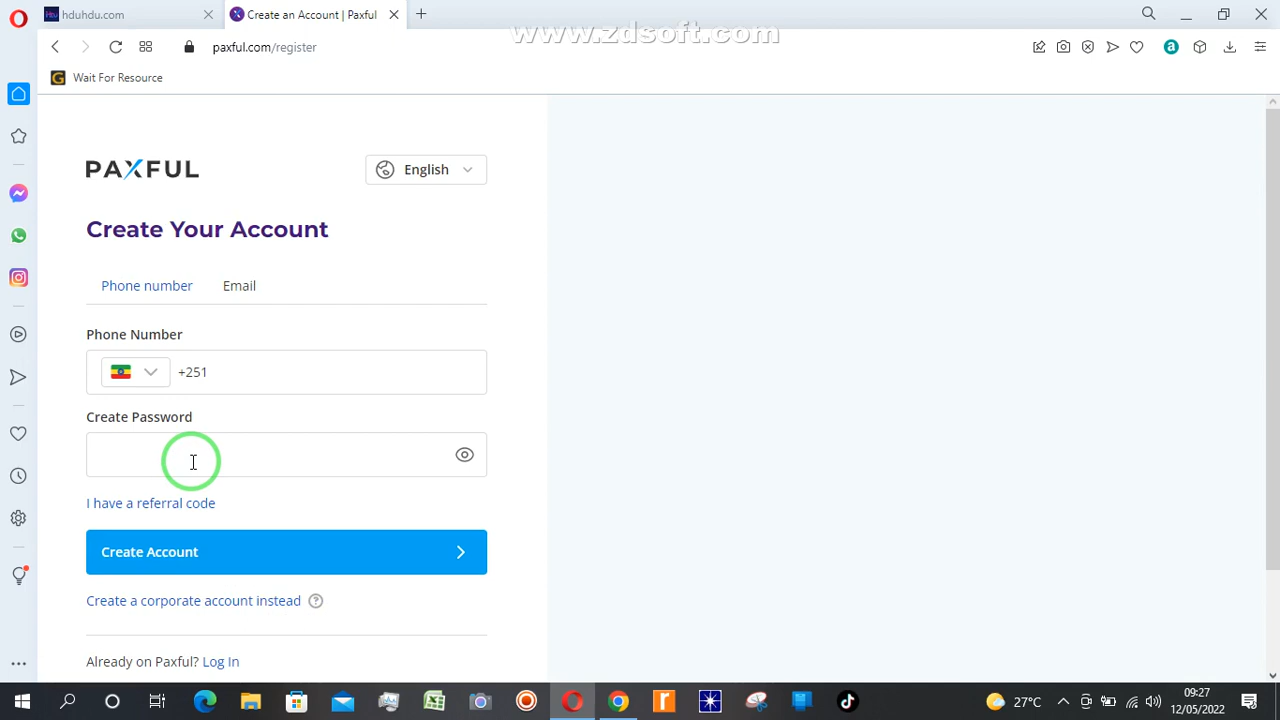 hduhdu.com
Create an Account | Paxful
www.zdsoft.com
paxful.com/register
Wait For Resource
PAXFUL
English
Create Your Account
Phone number
Email
Phone Number
+251
Create Password
I have a referral code
Create Account
Create a corporate account instead
Already on Paxful? Log In
27°C
09:27
12/05/2022